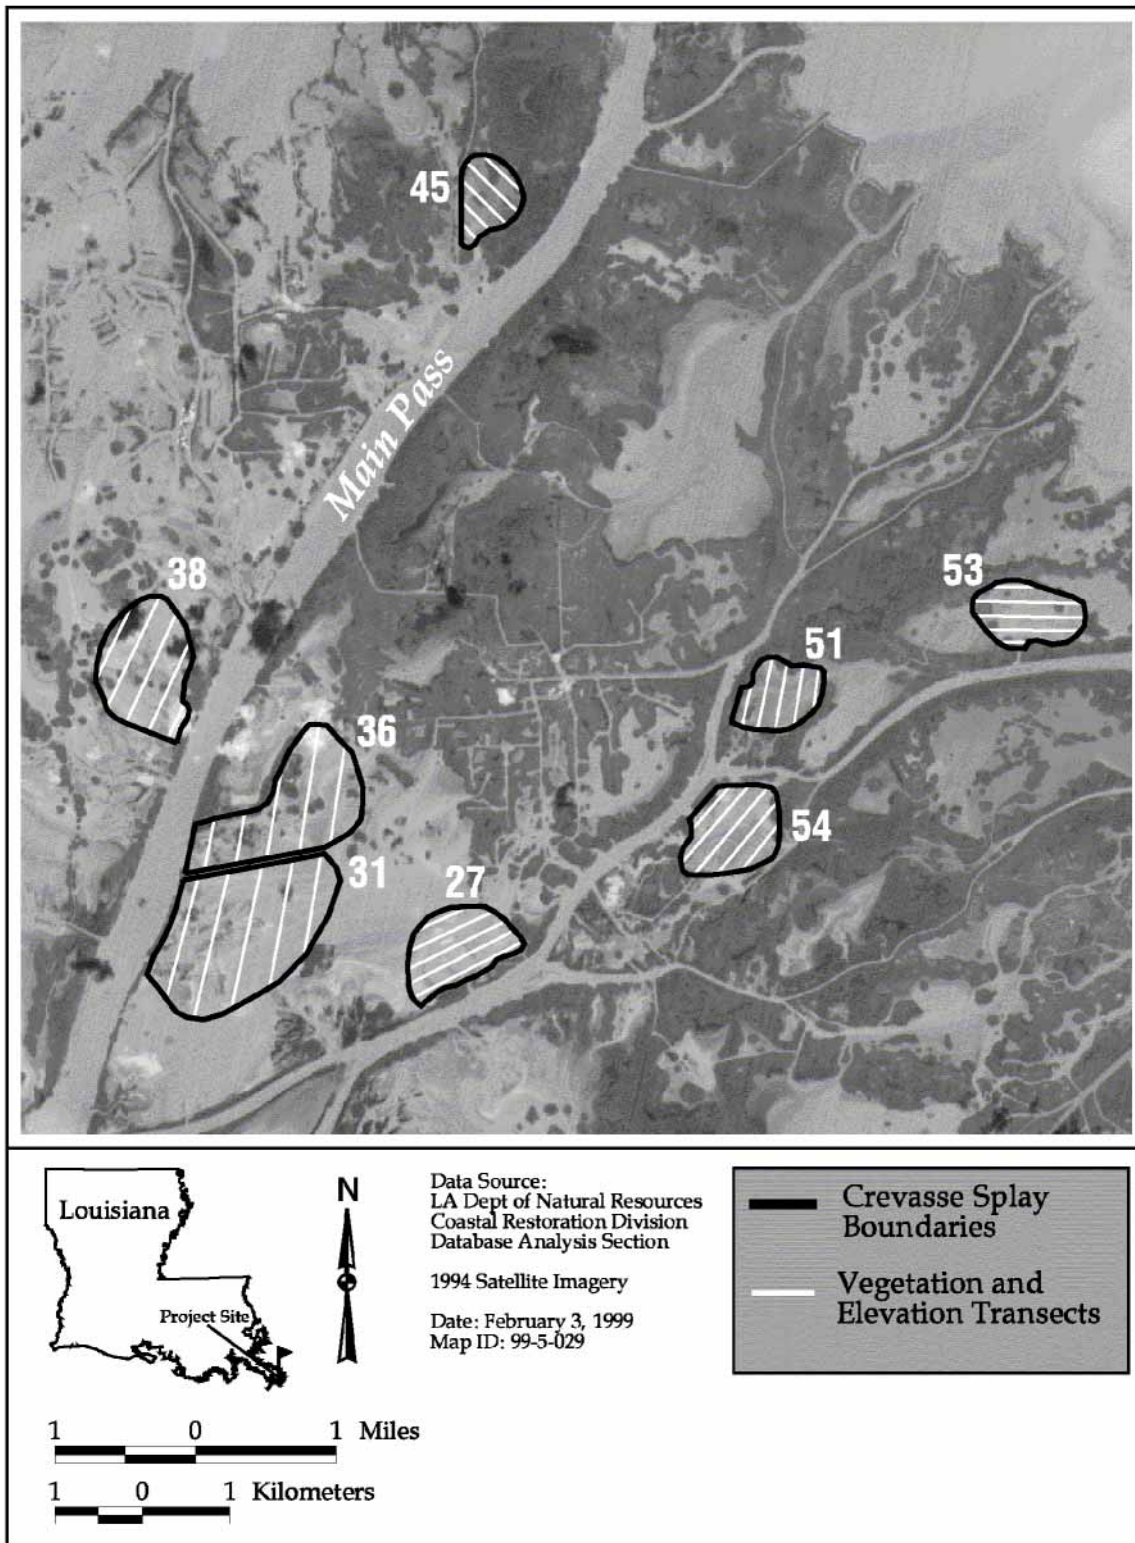 45
Main Pass
38
53
51
36
54
31
27
Louisiana
Project Site
N
Data Source:
LA Dept of Natural Resources
Coastal Restoration Division
Database Analysis Section
1994 Satellite Imagery
Date: February 3, 1999
Map ID: 99-5-029
Crevasse Splay
Boundaries
Vegetation and
Elevation Transects
1 0 1 Miles
1 0 1 Kilometers